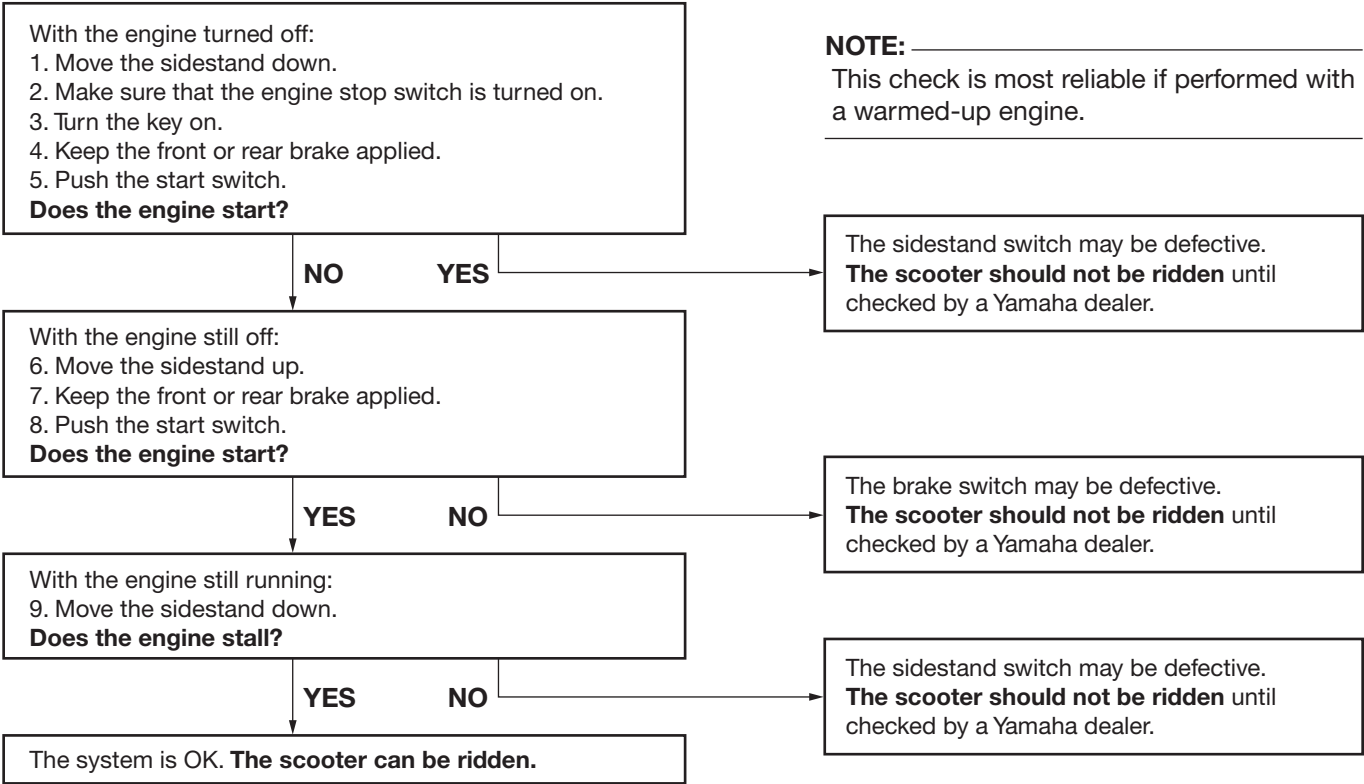 With the engine turned off:
1. Move the sidestand down.
2. Make sure that the engine stop switch is turned on.
3. Turn the key on.
4. Keep the front or rear brake applied.
5. Push the start switch.
Does the engine start?
NOTE:
This check is most reliable if performed with
a warmed-up engine.
NO
YES
The sidestand switch may be defective.
The scooter should not be ridden until
checked by a Yamaha dealer.
With the engine still off:
6. Move the sidestand up.
7. Keep the front or rear brake applied.
8. Push the start switch.
Does the engine start?
YES
NO
The brake switch may be defective.
The scooter should not be ridden until
checked by a Yamaha dealer.
With the engine still running:
9. Move the sidestand down.
Does the engine stall?
YES
NO
The sidestand switch may be defective.
The scooter should not be ridden until
checked by a Yamaha dealer.
The system is OK. The scooter can be ridden.